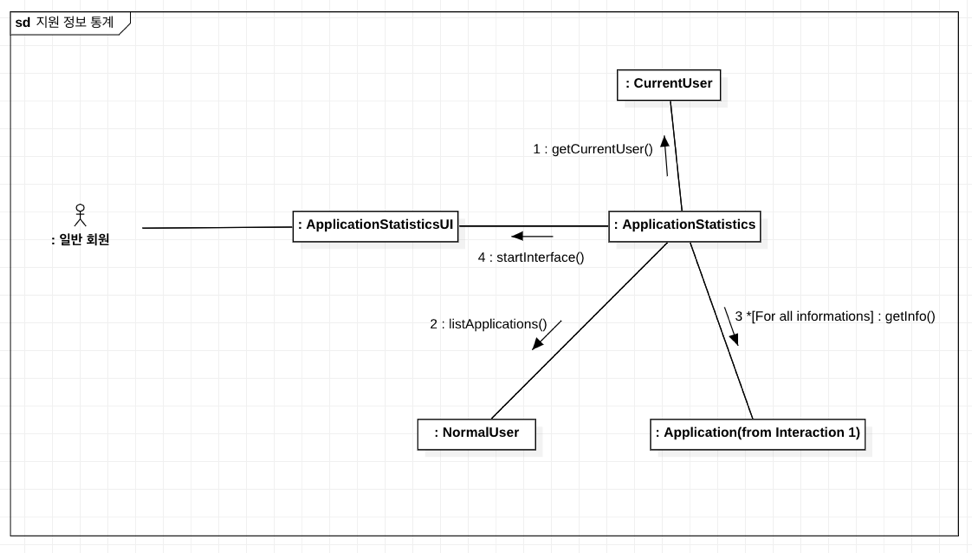 sd 지원 정보 통계
: CurrentUser
1 : getCurrentUser()
: 일반 회원
: ApplicationStatisticsUI
: ApplicationStatistics
4 : startInterface()
2 : listApplications()
3 *[For all informations] : getInfo()
: NormalUser
: Application(from Interaction 1)